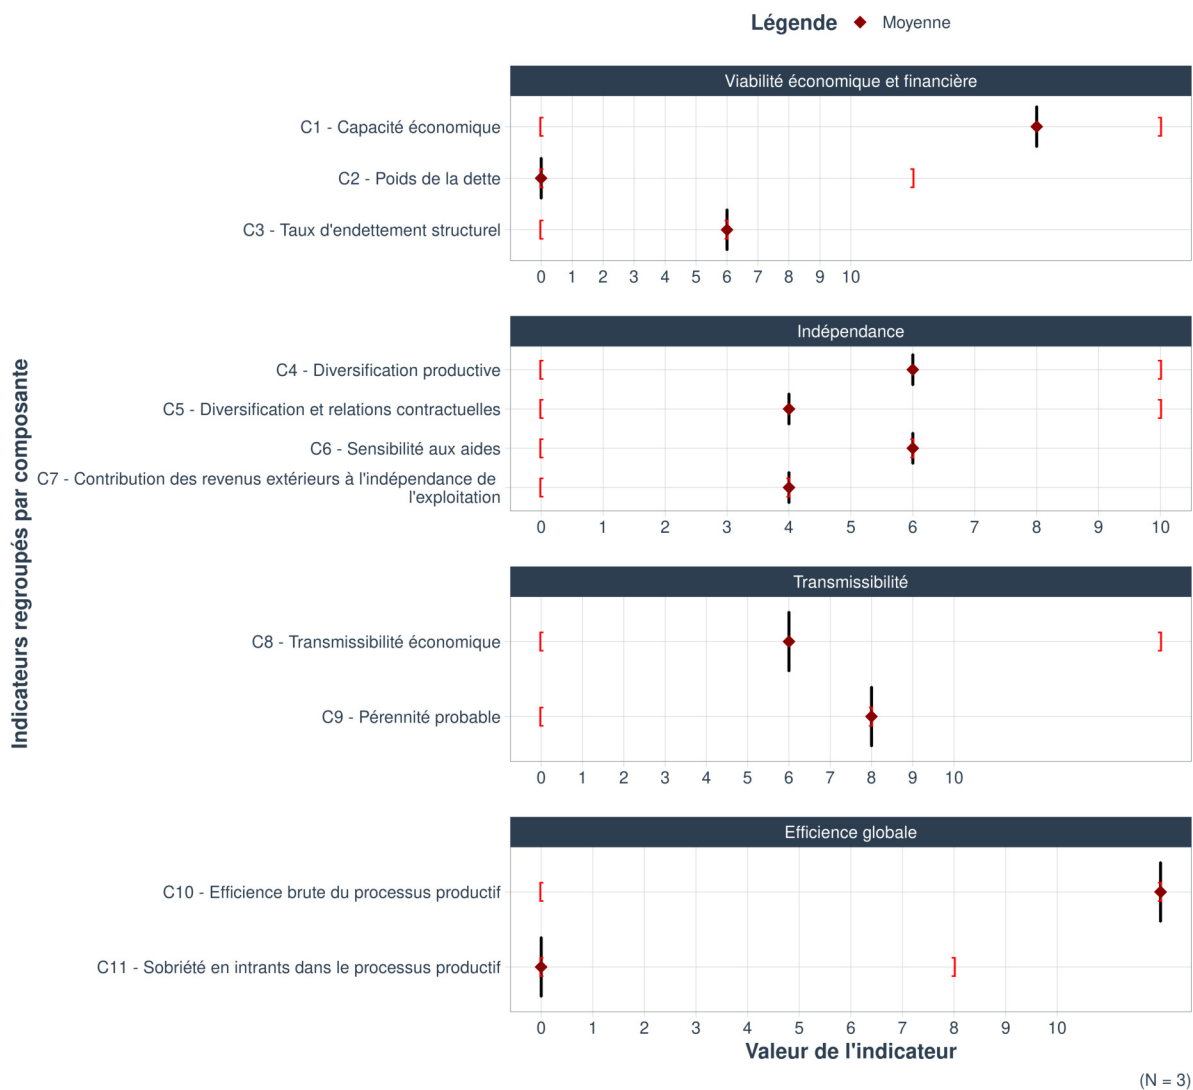 Légende Moyenne
Viabilité économique et financière
C1 - Capacité économique
C2 - Poids de la dette
C3 - Taux d'endettement structurel
0 1 2 3 4 5 6 7 8 9 10
Indépendance
C4 - Diversification productive
C5 - Diversification et relations contractuelles
C6 - Sensibilité aux aides
C7 - Contribution des revenus extérieurs à l'indépendance de
l'exploitation
0 1 2 3 4 5 6 7 8 9 10
Indicateurs regroupés par composante
Transmissibilité
C8 - Transmissibilité économique
C9 - Pérennité probable
0 1 2 3 4 5 6 7 8 9 10
Efficience globale
C10 - Efficience brute du processus productif
C11 - Sobriété en intrants dans le processus productif
0 1 2 3 4 5 6 7 8 9 10
Valeur de l'indicateur
(N = 3)